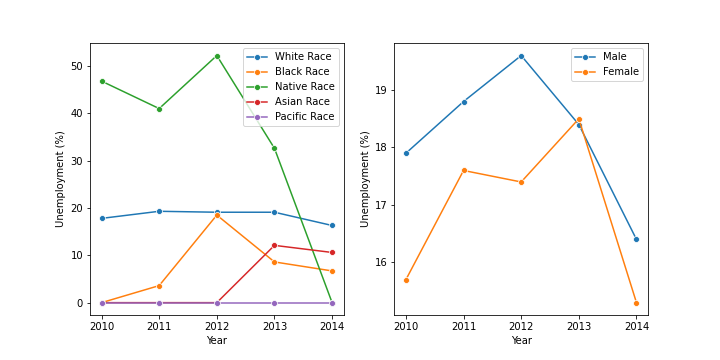 50
40
30
20
10
0
Unemployment (%)
2010 2011 2012 2013 2014
Year
White Race
Black Race
Native Race
Asian Race
Pacific Race
19
18
17
16
Unemployment (%)
2010 2011 2012 2013 2014
Year
Male
Female